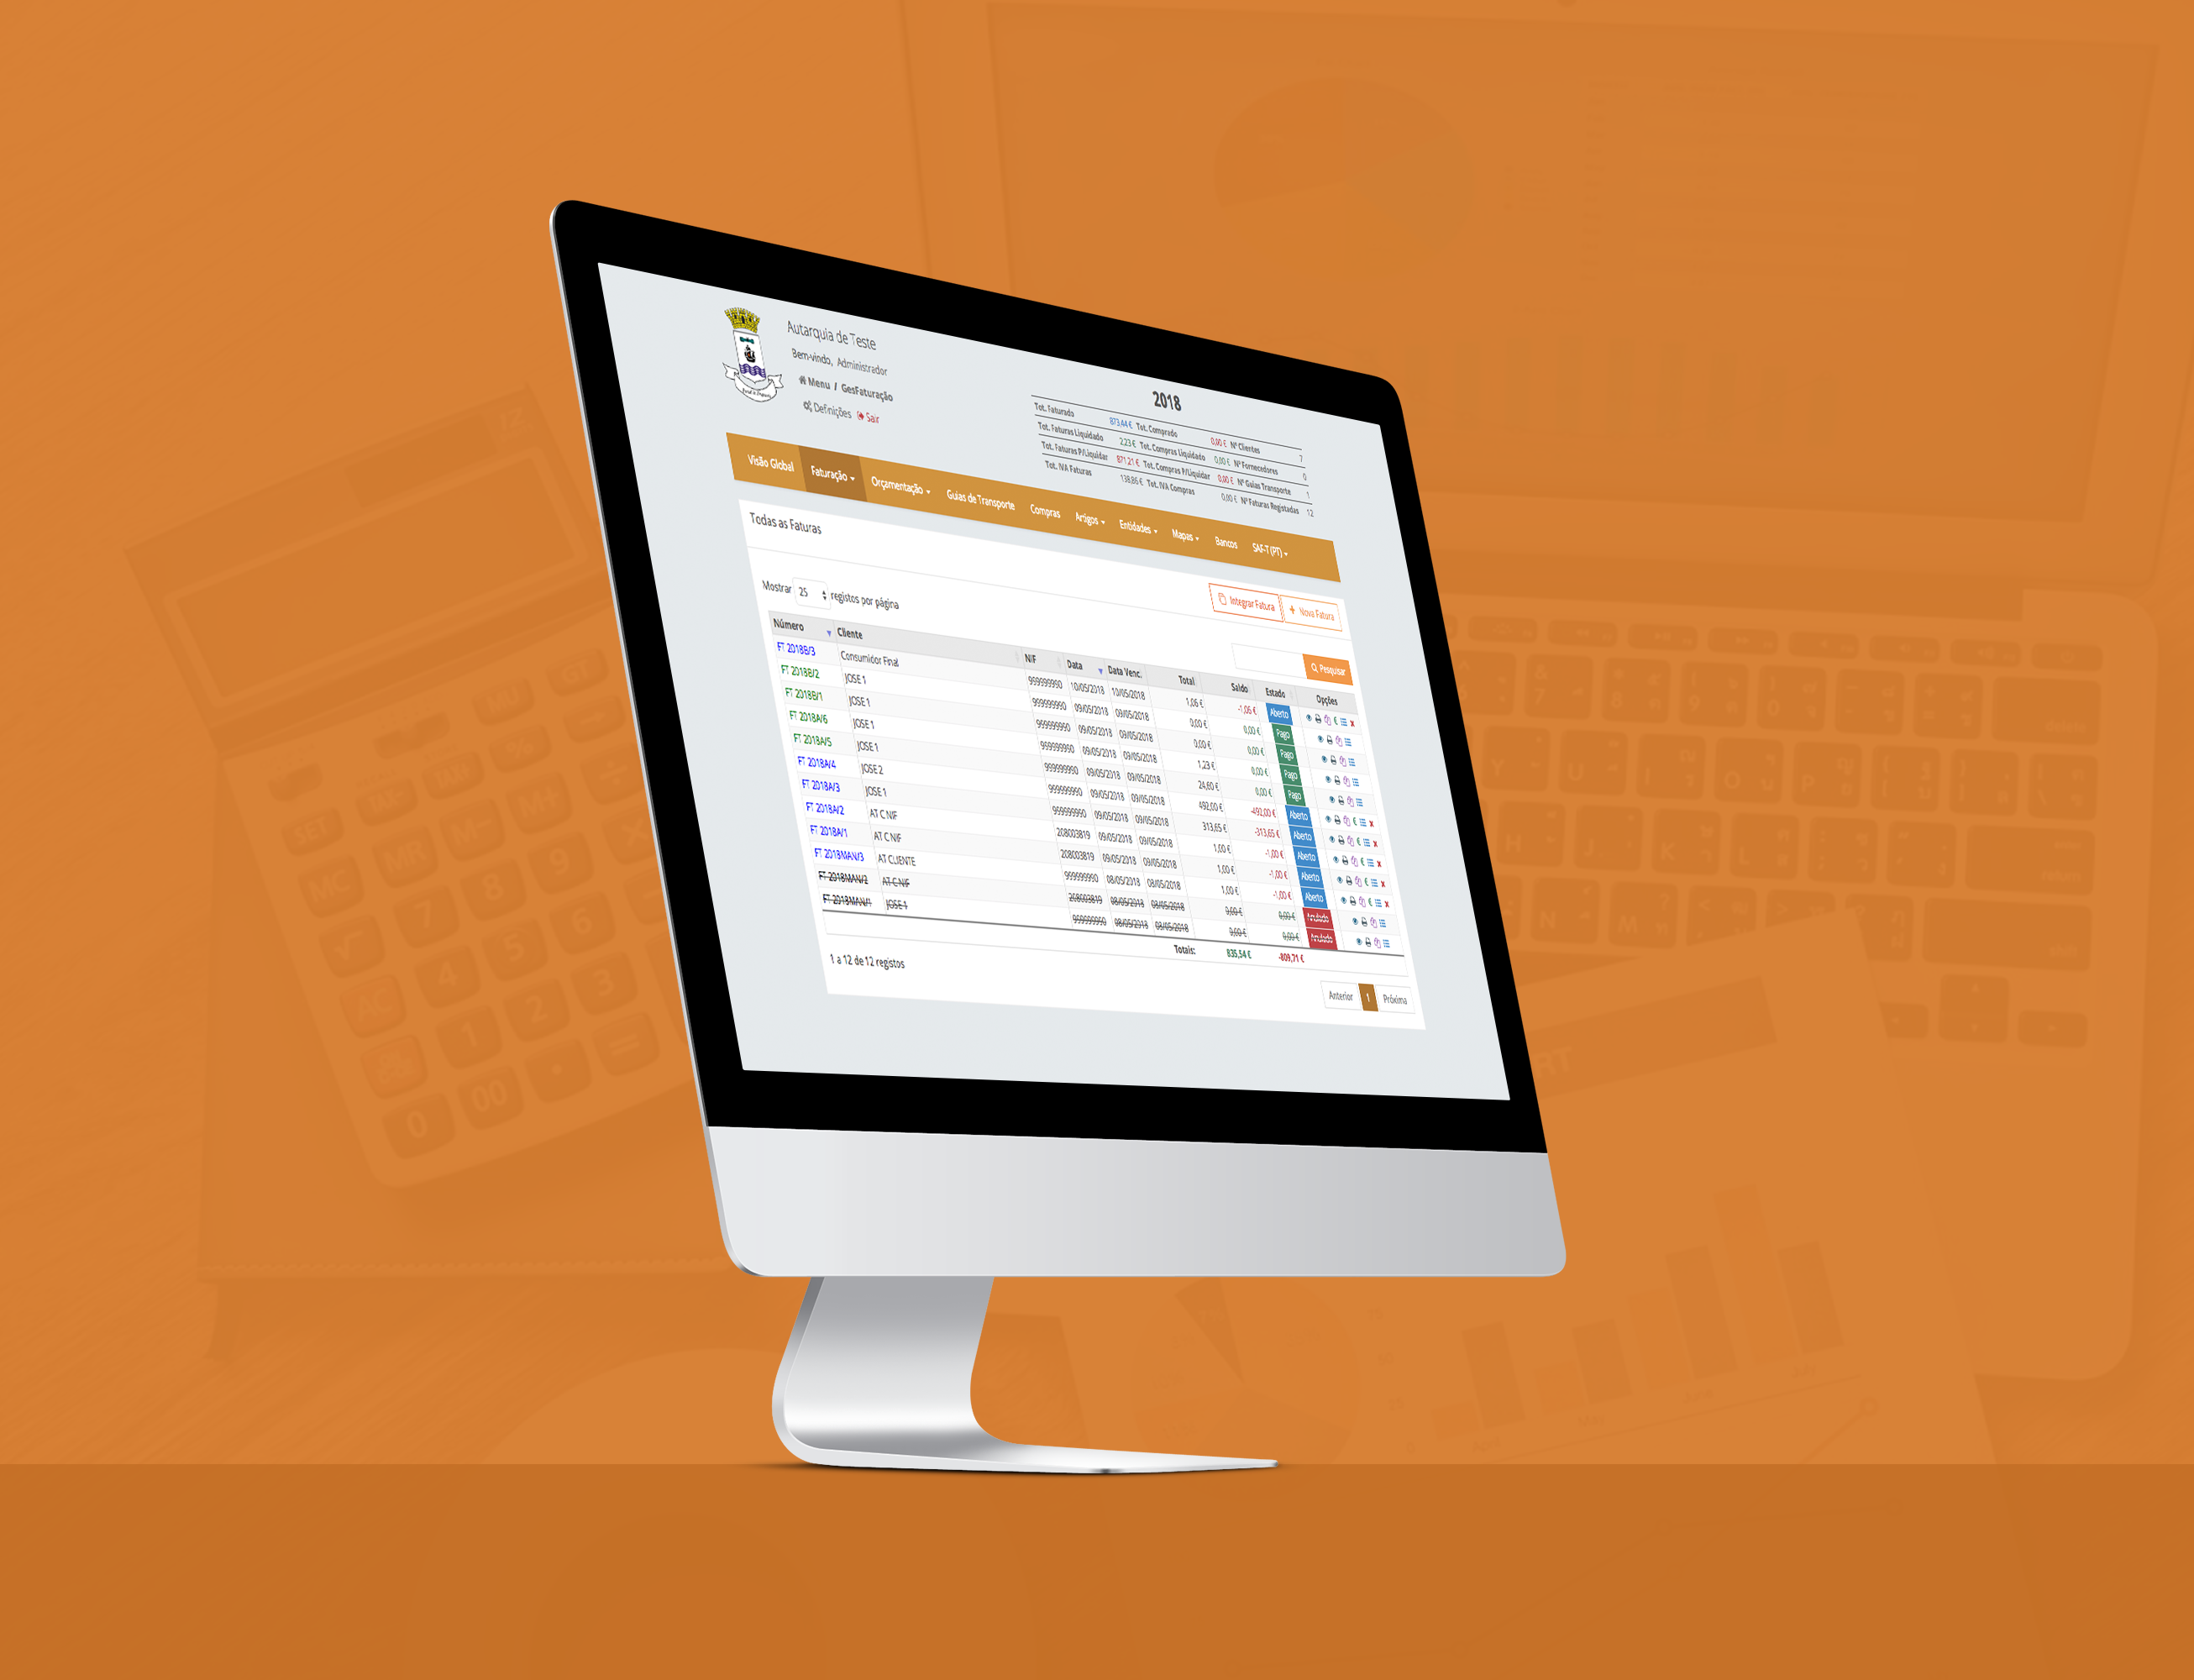 Autarquia de Teste
Bem-vindo, Administrador
Menu / GesFaturação
Definições Sair
2018
Tot. Faturado 873,44 € Tot. Comprado 0,00 € Nº Clientes 7
Tot. Faturas Liquidado 2,23 € Tot. Compras Liquidado 0,00 € Nº Fornecedores 0
Tot. Faturas P/Liquidar 871,21 € Tot. Compras P/Liquidar 0,00 € Nº Guias Transporte 1
Tot. IVA Faturas 138,86 € Tot. IVA Compras 0,00 € Nº Faturas Registadas 12
Visão Global Faturação Orçamentação Guias de Transporte Compras Artigos Entidades Mapas Bancos SAF-T (PT)
Todas as Faturas
Integrar Fatura Nova Fatura
Mostrar 25 registos por página
Pesquisar
Número Cliente NIF Data Data Venc. Total Saldo Estado Opções
FT 2018B/3 Consumidor Final 999999990 10/05/2018 10/05/2018 1,06 € -1,06 € Aberto
FT 2018B/2 JOSE 1 999999990 09/05/2018 09/05/2018 0,00 € 0,00 € Pago
FT 2018B/1 JOSE 1 999999990 09/05/2018 09/05/2018 0,00 € 0,00 € Pago
FT 2018A/6 JOSE 1 999999990 09/05/2018 09/05/2018 1,23 € 0,00 € Pago
FT 2018A/5 JOSE 1 999999990 09/05/2018 09/05/2018 24,60 € 0,00 € Pago
FT 2018A/4 JOSE 2 999999990 09/05/2018 09/05/2018 492,00 € -492,00 € Aberto
FT 2018A/3 JOSE 1 999999990 09/05/2018 09/05/2018 313,65 € -313,65 € Aberto
FT 2018A/2 AT C NIF 208003819 09/05/2018 09/05/2018 1,00 € -1,00 € Aberto
FT 2018A/1 AT C NIF 208003819 09/05/2018 09/05/2018 1,00 € -1,00 € Aberto
FT 2018MAN/3 AT CLIENTE 999999990 08/05/2018 08/05/2018 1,00 € -1,00 € Aberto
FT 2018MAN/2 AT C NIF 208003819 08/05/2018 08/05/2018 0,00 € 0,00 € Anulado
FT 2018MAN/1 JOSE 1 999999990 08/05/2018 08/05/2018 0,00 € 0,00 € Anulado
Totais: 835,54 € -809,71 €
1 a 12 de 12 registos
Anterior 1 Próxima